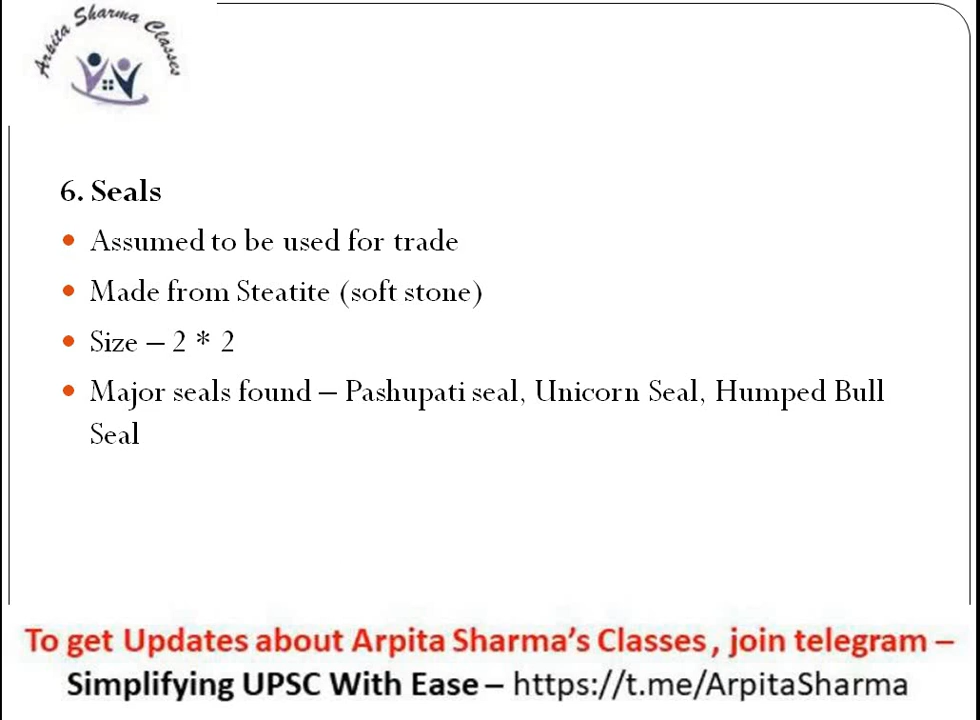 Arpita Sharma Classes
6. Seals
• Assumed to be used for trade
• Made from Steatite (soft stone)
• Size – 2 * 2
• Major seals found – Pashupati seal, Unicorn Seal, Humped Bull
Seal
To get Updates about Arpita Sharma's Classes, join telegram –
Simplifying UPSC With Ease – https://t.me/ArpitaSharma